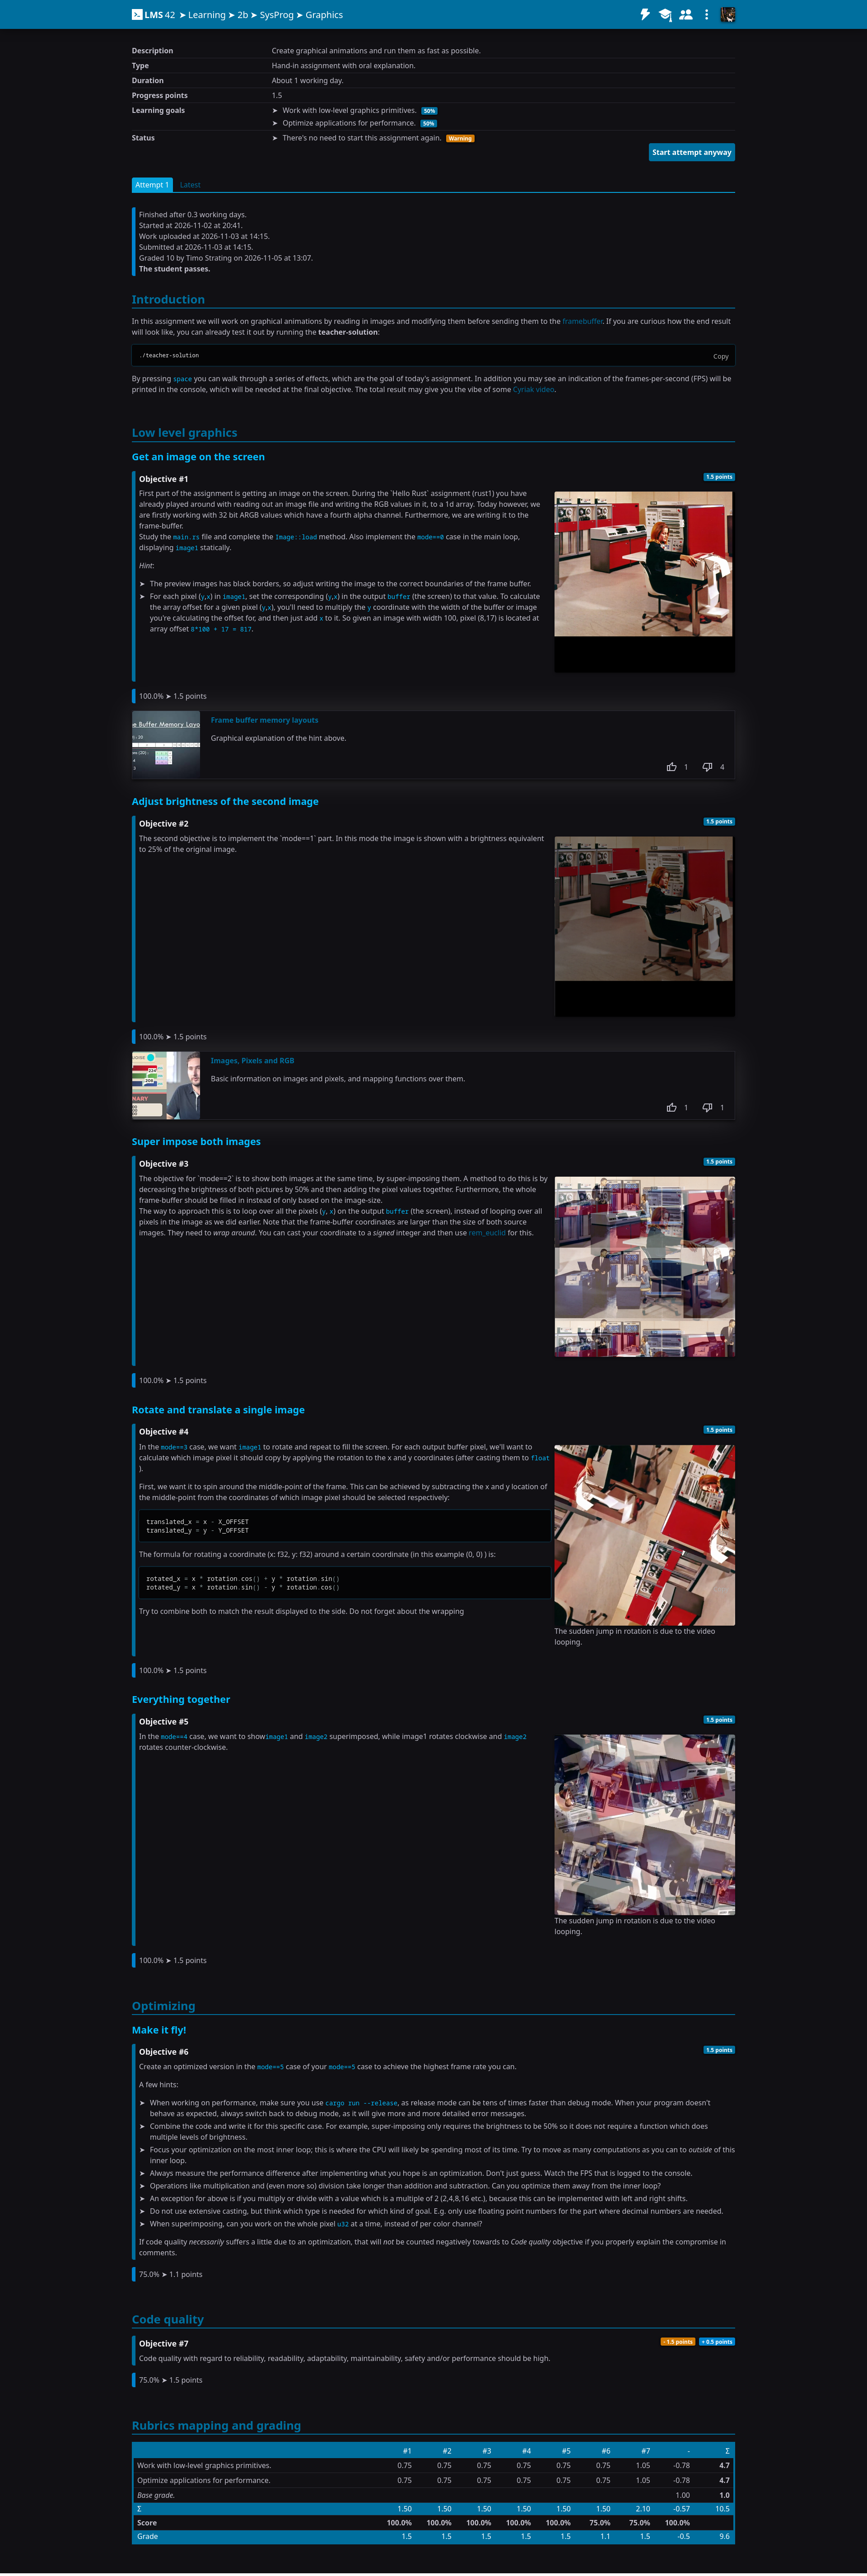 LMS 42 ➤ Learning ➤ 2b ➤ SysProg ➤ Graphics
Description Create graphical animations and run them as fast as possible.
Type Hand-in assignment with oral explanation.
Duration About 1 working day.
Progress points 1.5
Learning goals ➤ Work with low-level graphics primitives. 50%
➤ Optimize applications for performance. 50%
Status ➤ There's no need to start this assignment again. Warning
Start attempt anyway
Attempt 1 Latest
Finished after 0.3 working days.
Started at 2026-11-02 at 20:41.
Work uploaded at 2026-11-03 at 14:15.
Submitted at 2026-11-03 at 14:15.
Graded 10 by Timo Strating on 2026-11-05 at 13:07.
The student passes.
Introduction
In this assignment we will work on graphical animations by reading in images and modifying them before sending them to the framebuffer. If you are curious how the end result
will look like, you can already test it out by running the teacher-solution:
./teacher-solution Copy
By pressing space you can walk through a series of effects, which are the goal of today's assignment. In addition you may see an indication of the frames-per-second (FPS) will be
printed in the console, which will be needed at the final objective. The total result may give you the vibe of some Cyriak video.
Low level graphics
Get an image on the screen
Objective #1 1.5 points
First part of the assignment is getting an image on the screen. During the `Hello Rust` assignment (rust1) you have
already played around with reading out an image file and writing the RGB values in it, to a 1d array. Today however, we
are firstly working with 32 bit ARGB values which have a fourth alpha channel. Furthermore, we are writing it to the
frame-buffer.
Study the main.rs file and complete the Image::load method. Also implement the mode==0 case in the main loop,
displaying image1 statically.
Hint:
➤ The preview images has black borders, so adjust writing the image to the correct boundaries of the frame buffer.
➤ For each pixel (y,x) in image1, set the corresponding (y,x) in the output buffer (the screen) to that value. To calculate
the array offset for a given pixel (y,x), you'll need to multiply the y coordinate with the width of the buffer or image
you're calculating the offset for, and then just add x to it. So given an image with width 100, pixel (8,17) is located at
array offset 8*100 + 17 = 817.
100.0% ➤ 1.5 points
e Buffer Memory Layo
Frame buffer memory layouts
Graphical explanation of the hint above.
1 4
Adjust brightness of the second image
Objective #2 1.5 points
The second objective is to implement the `mode==1` part. In this mode the image is shown with a brightness equivalent
to 25% of the original image.
100.0% ➤ 1.5 points
Images, Pixels and RGB
Basic information on images and pixels, and mapping functions over them.
1 1
Super impose both images
Objective #3 1.5 points
The objective for `mode==2` is to show both images at the same time, by super-imposing them. A method to do this is by
decreasing the brightness of both pictures by 50% and then adding the pixel values together. Furthermore, the whole
frame-buffer should be filled in instead of only based on the image-size.
The way to approach this is to loop over all the pixels (y, x) on the output buffer (the screen), instead of looping over all
pixels in the image as we did earlier. Note that the frame-buffer coordinates are larger than the size of both source
images. They need to wrap around. You can cast your coordinate to a signed integer and then use rem_euclid for this.
100.0% ➤ 1.5 points
Rotate and translate a single image
Objective #4 1.5 points
In the mode==3 case, we want image1 to rotate and repeat to fill the screen. For each output buffer pixel, we'll want to
calculate which image pixel it should copy by applying the rotation to the x and y coordinates (after casting them to float
).
First, we want it to spin around the middle-point of the frame. This can be achieved by subtracting the x and y location of
the middle-point from the coordinates of which image pixel should be selected respectively:
translated_x = x - X_OFFSET
translated_y = y - Y_OFFSET
The formula for rotating a coordinate (x: f32, y: f32) around a certain coordinate (in this example (0, 0) ) is:
rotated_x = x * rotation.cos() + y * rotation.sin()
rotated_y = x * rotation.sin() - y * rotation.cos()
Try to combine both to match the result displayed to the side. Do not forget about the wrapping
The sudden jump in rotation is due to the video
looping.
100.0% ➤ 1.5 points
Everything together
Objective #5 1.5 points
In the mode==4 case, we want to showimage1 and image2 superimposed, while image1 rotates clockwise and image2
rotates counter-clockwise.
The sudden jump in rotation is due to the video
looping.
100.0% ➤ 1.5 points
Optimizing
Make it fly!
Objective #6 1.5 points
Create an optimized version in the mode==5 case of your mode==5 case to achieve the highest frame rate you can.
A few hints:
➤ When working on performance, make sure you use cargo run --release, as release mode can be tens of times faster than debug mode. When your program doesn't
behave as expected, always switch back to debug mode, as it will give more and more detailed error messages.
➤ Combine the code and write it for this specific case. For example, super-imposing only requires the brightness to be 50% so it does not require a function which does
multiple levels of brightness.
➤ Focus your optimization on the most inner loop; this is where the CPU will likely be spending most of its time. Try to move as many computations as you can to outside of this
inner loop.
➤ Always measure the performance difference after implementing what you hope is an optimization. Don't just guess. Watch the FPS that is logged to the console.
➤ Operations like multiplication and (even more so) division take longer than addition and subtraction. Can you optimize them away from the inner loop?
➤ An exception for above is if you multiply or divide with a value which is a multiple of 2 (2,4,8,16 etc.), because this can be implemented with left and right shifts.
➤ Do not use extensive casting, but think which type is needed for which kind of goal. E.g. only use floating point numbers for the part where decimal numbers are needed.
➤ When superimposing, can you work on the whole pixel u32 at a time, instead of per color channel?
If code quality necessarily suffers a little due to an optimization, that will not be counted negatively towards to Code quality objective if you properly explain the compromise in
comments.
75.0% ➤ 1.1 points
Code quality
Objective #7 - 1.5 points + 0.5 points
Code quality with regard to reliability, readability, adaptability, maintainability, safety and/or performance should be high.
75.0% ➤ 1.5 points
Rubrics mapping and grading
#1 #2 #3 #4 #5 #6 #7 - Σ
Work with low-level graphics primitives. 0.75 0.75 0.75 0.75 0.75 0.75 1.05 -0.78 4.7
Optimize applications for performance. 0.75 0.75 0.75 0.75 0.75 0.75 1.05 -0.78 4.7
Base grade. 1.00 1.0
Σ 1.50 1.50 1.50 1.50 1.50 1.50 2.10 -0.57 10.5
Score 100.0% 100.0% 100.0% 100.0% 100.0% 75.0% 75.0% 100.0%
Grade 1.5 1.5 1.5 1.5 1.5 1.1 1.5 -0.5 9.6